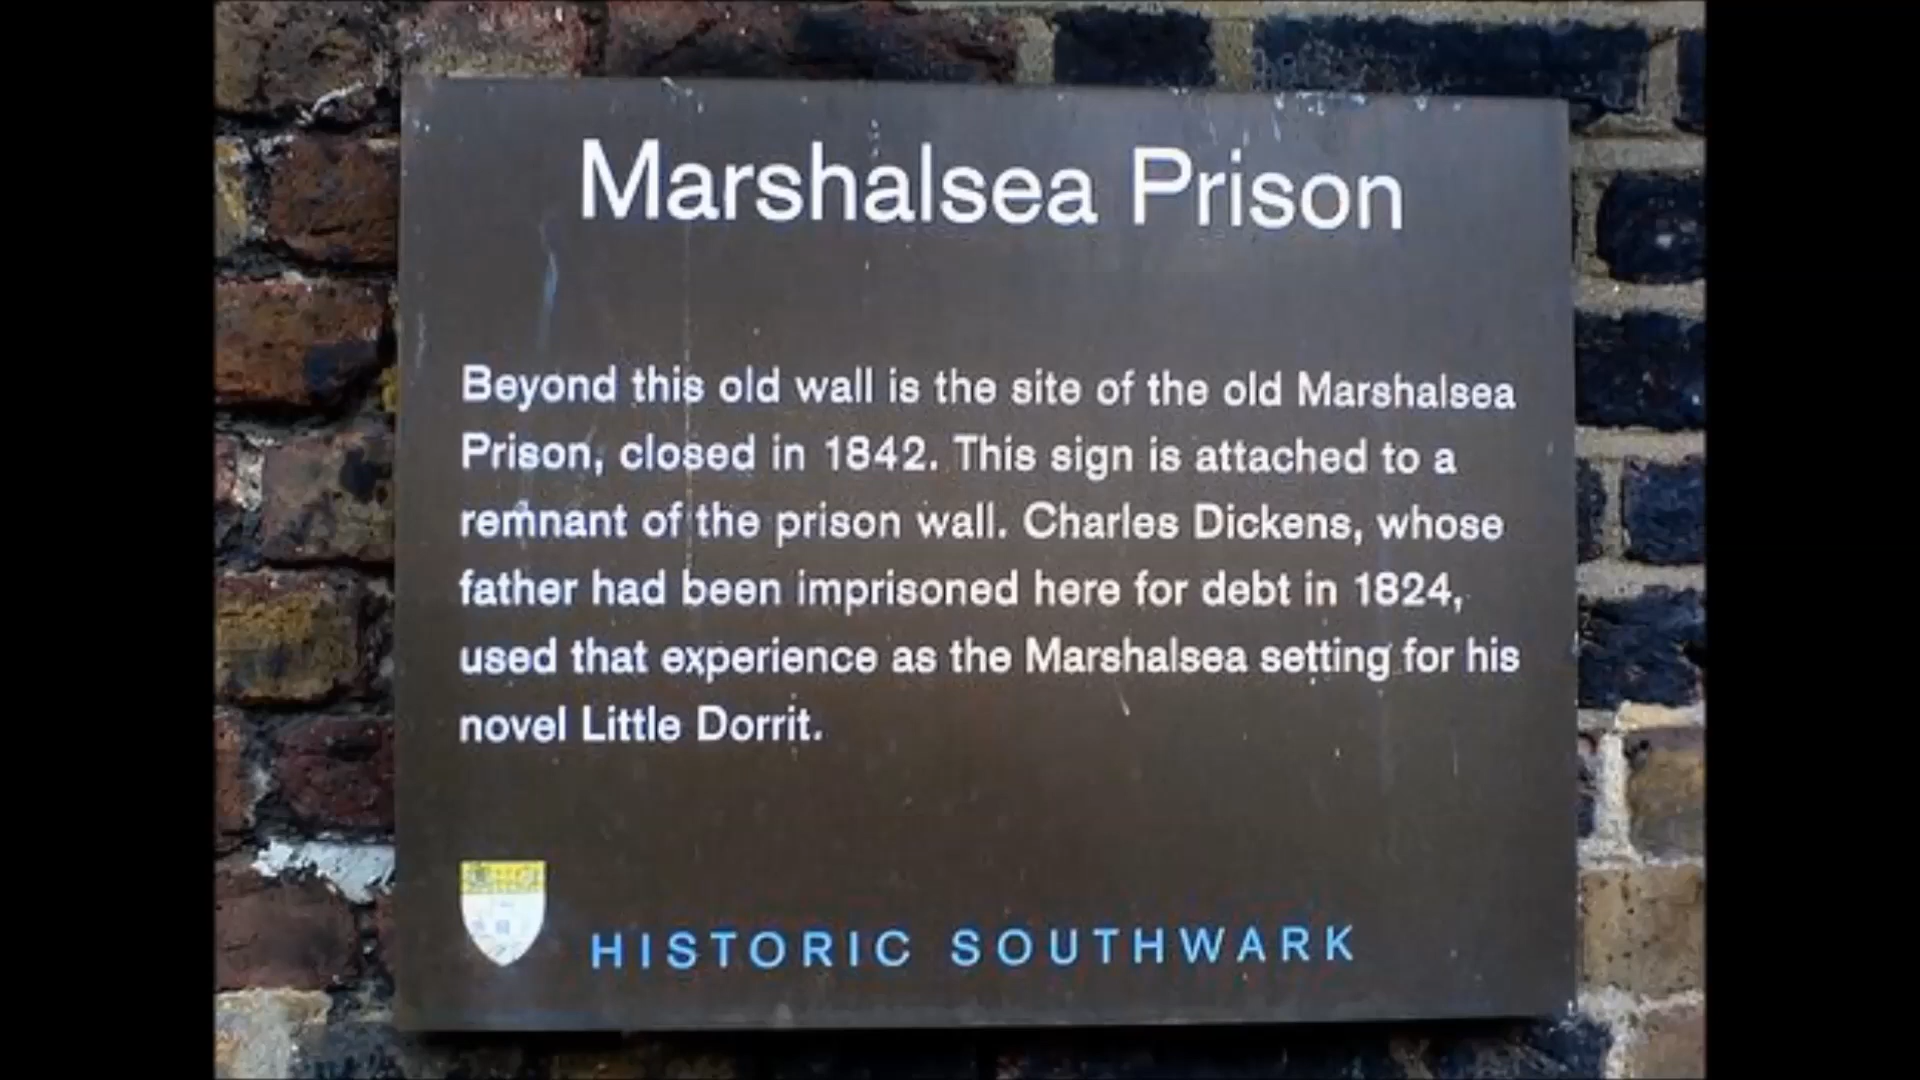 Marshalsea Prison
Beyond this old wall is the site of the old Marshalsea
Prison, closed in 1842. This sign is attached to a
remnant of the prison wall. Charles Dickens, whose
father had been imprisoned here for debt in 1824,
used that experience as the Marshalsea setting for his
novel Little Dorrit.
HISTORIC SOUTHWARK